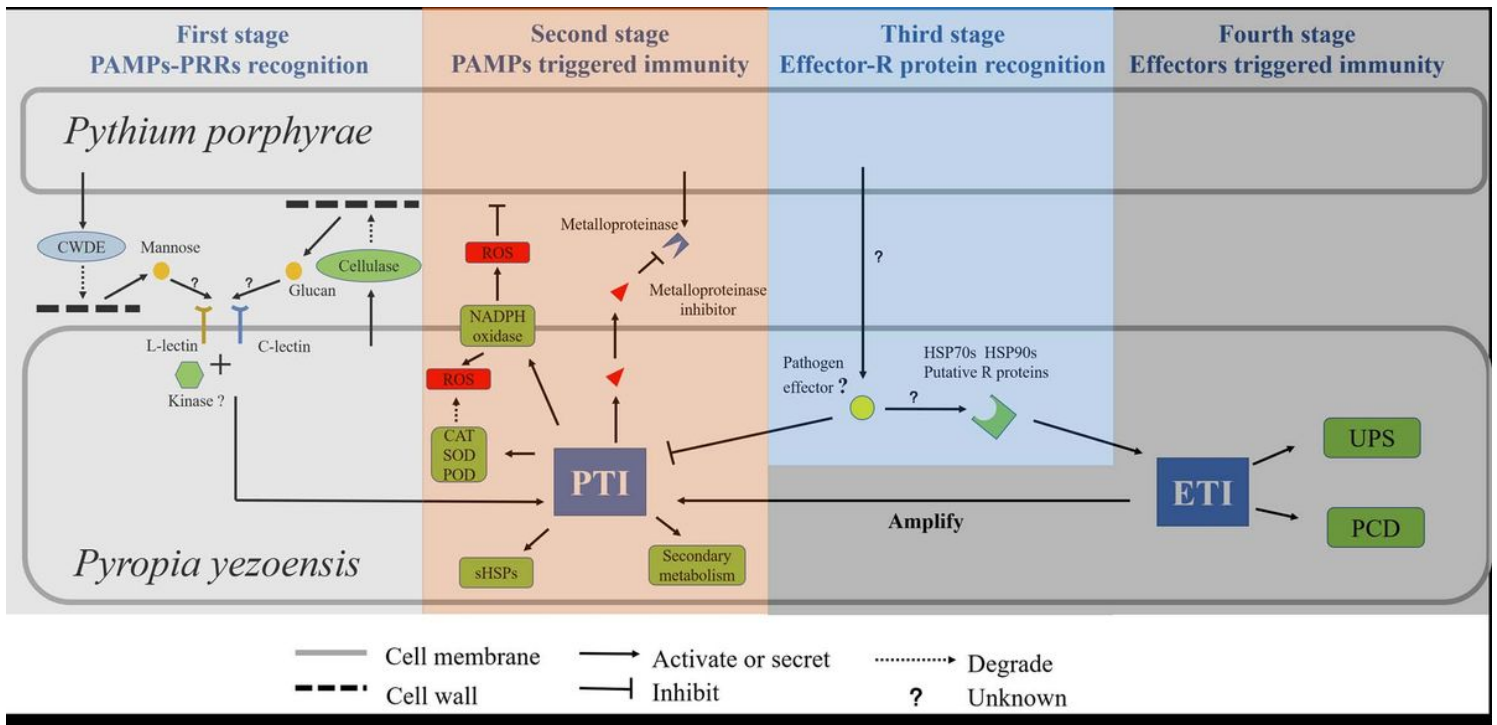 First stage
PAMPs-PRRs recognition
Second stage
PAMPs triggered immunity
Third stage
Effector-R protein recognition
Fourth stage
Effectors triggered immunity
Pythium porphyrae
CWDE
Mannose
?
?
Glucan
Cellulase
L-lectin
C-lectin
+
Kinase ?
ROS
NADPH
oxidase
ROS
CAT
SOD
POD
Metalloproteinase
Metalloproteinase
inhibitor
PTI
sHSPs
Secondary
metabolism
?
Pathogen
effector ?
?
HSP70s HSP90s
Putative R proteins
Amplify
ETI
UPS
PCD
Pyropia yezoensis
Cell membrane
Activate or secret
Degrade
Cell wall
Inhibit
? Unknown